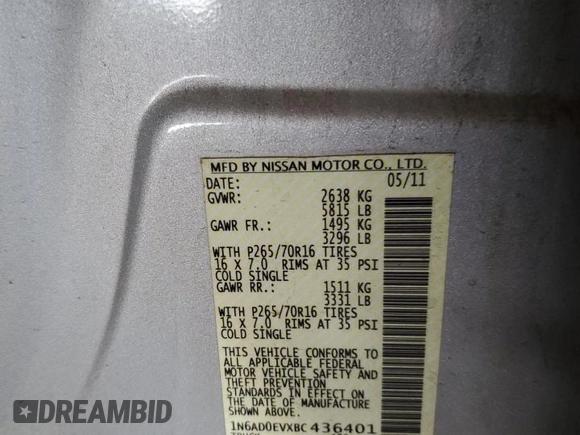 MFD BY NISSAN MOTOR CO., LTD.
DATE: 05/11
GVWR: 2638 KG
5815 LB
GAWR FR.: 1495 KG
3296 LB
WITH P265/70R16 TIRES
16 X 7.0 RIMS AT 35 PSI
COLD SINGLE
GAWR RR.: 1511 KG
3331 LB
WITH P265/70R16 TIRES
16 X 7.0 RIMS AT 35 PSI
COLD SINGLE
THIS VEHICLE CONFORMS TO
ALL APPLICABLE FEDERAL
MOTOR VEHICLE SAFETY AND
THEFT PREVENTION
STANDARDS IN EFFECT ON
THE DATE OF MANUFACTURE
SHOWN ABOVE.
1N6AD0EVXBC 436401
IDREAMBID